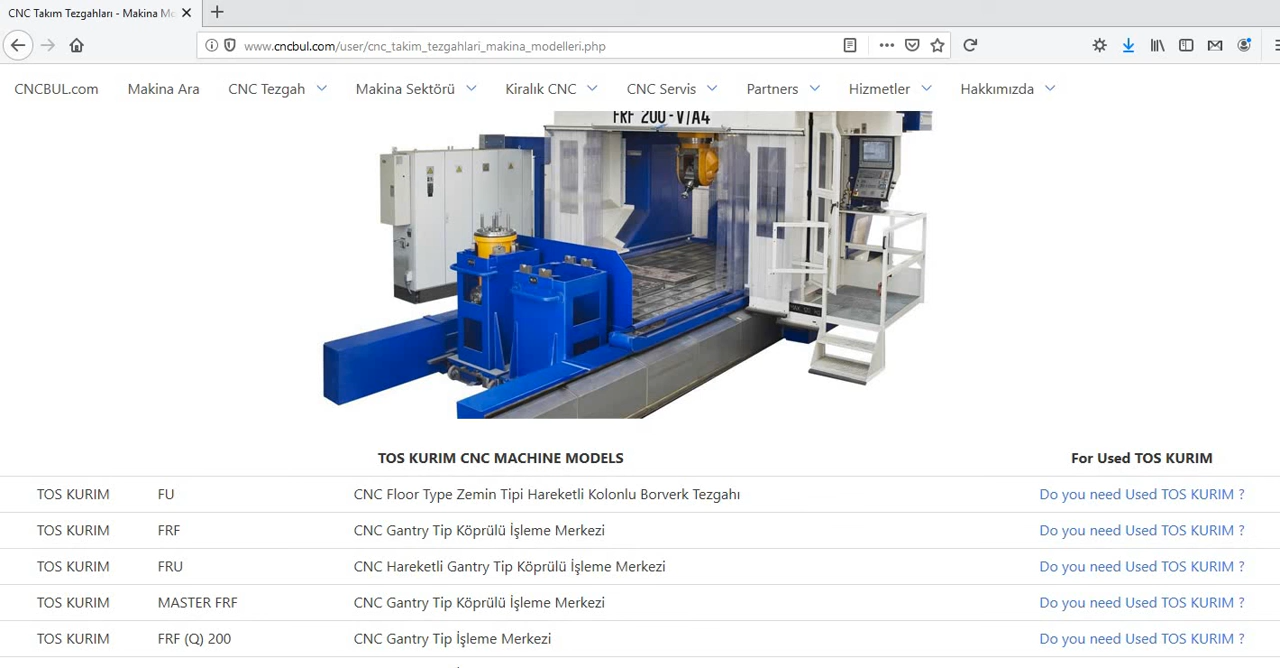 CNC Takım Tezgahları - Makina Mo
www.cncbul.com/user/cnc_takim_tezgahlari_makina_modelleri.php
CNCBUL.com Makina Ara CNC Tezgah Makina Sektörü Kiralık CNC CNC Servis Partners Hizmetler Hakkımızda
FRF 200-V/A4
TOS KURIM CNC MACHINE MODELS For Used TOS KURIM
TOS KURIM FU CNC Floor Type Zemin Tipi Hareketli Kolonlu Borverk Tezgahı Do you need Used TOS KURIM ?
TOS KURIM FRF CNC Gantry Tip Köprülü İşleme Merkezi Do you need Used TOS KURIM ?
TOS KURIM FRU CNC Hareketli Gantry Tip Köprülü İşleme Merkezi Do you need Used TOS KURIM ?
TOS KURIM MASTER FRF CNC Gantry Tip Köprülü İşleme Merkezi Do you need Used TOS KURIM ?
TOS KURIM FRF (Q) 200 CNC Gantry Tip İşleme Merkezi Do you need Used TOS KURIM ?